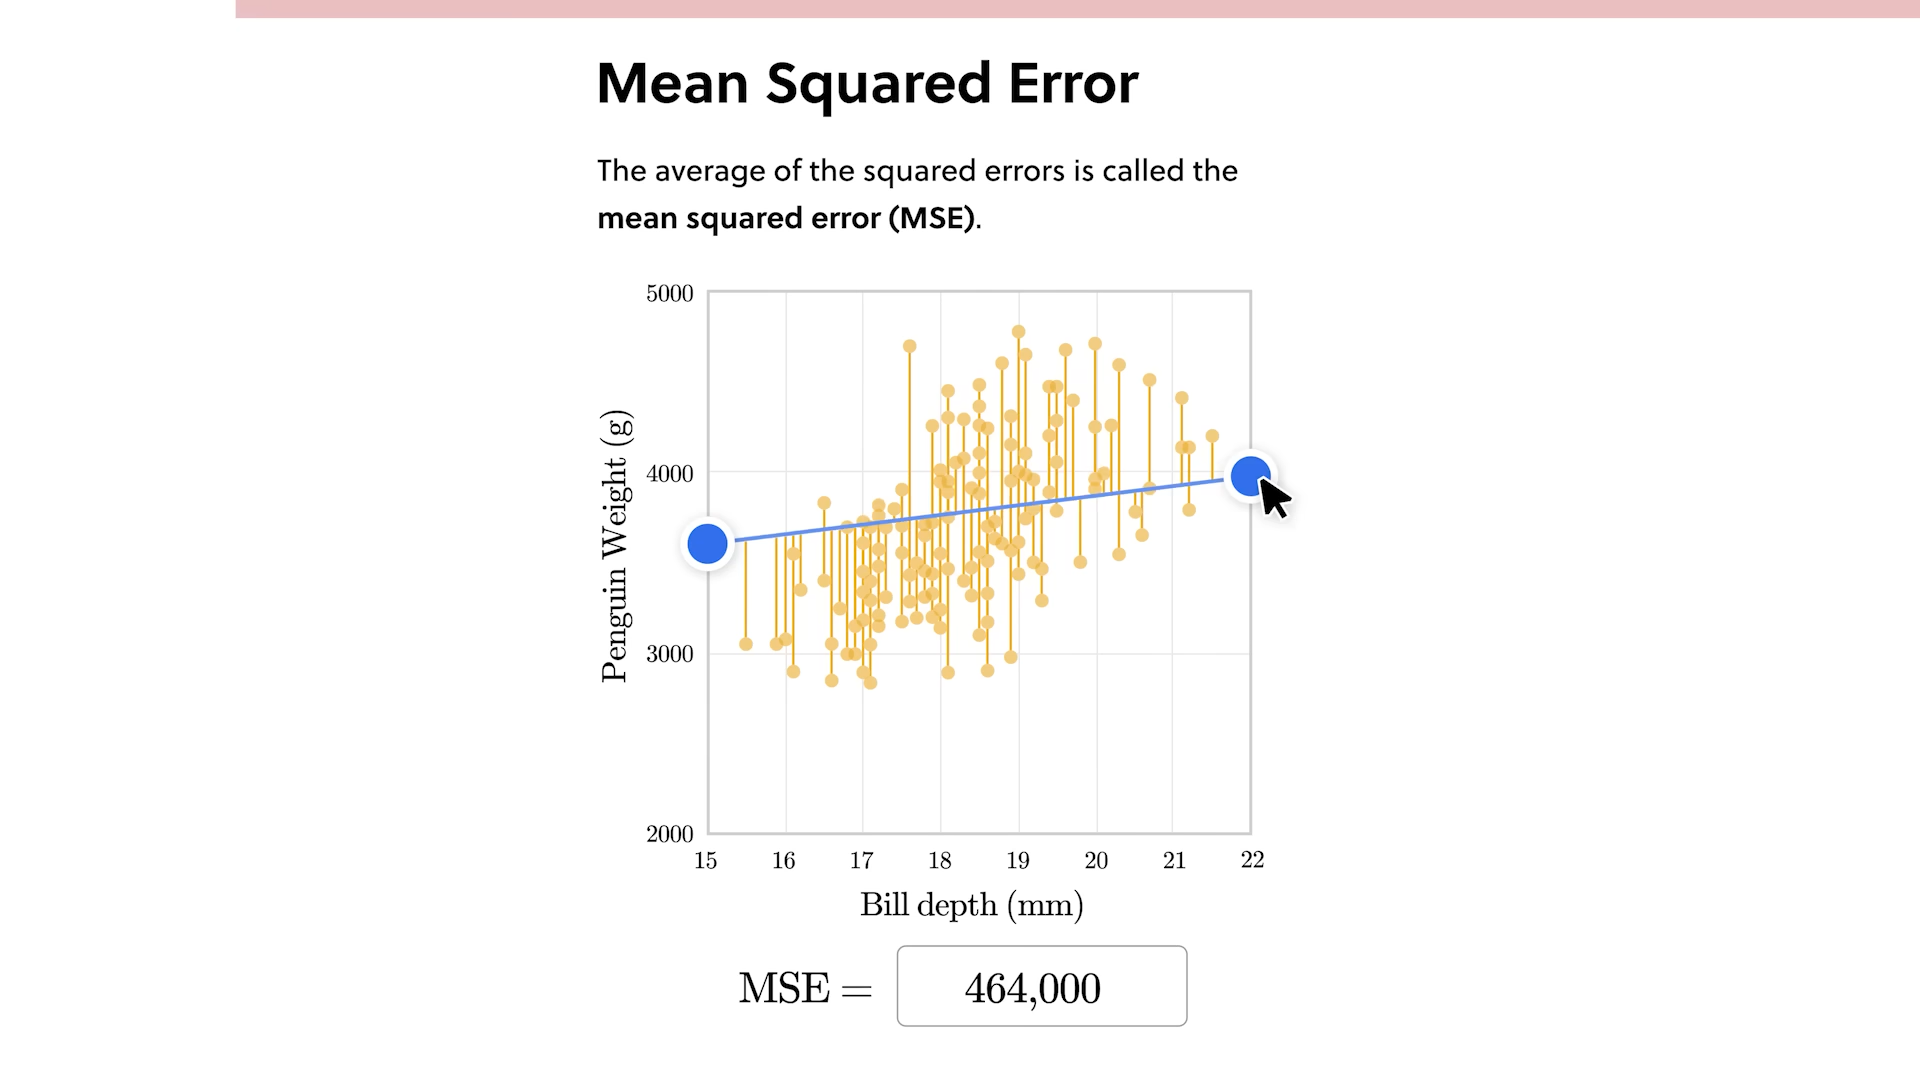 Mean Squared Error
The average of the squared errors is called the
mean squared error (MSE).
5000
4000
3000
2000
Penguin Weight (g)
15 16 17 18 19 20 21 22
Bill depth (mm)
MSE = 464,000